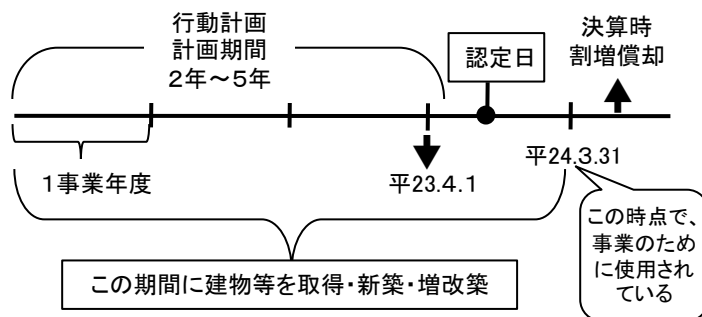 行動計画
計画期間
2年～5年
認定日
決算時
割増償却
1事業年度
平23.4.1
平24.3.31
この時点で、
事業のため
に使用され
ている
この期間に建物等を取得・新築・増改築